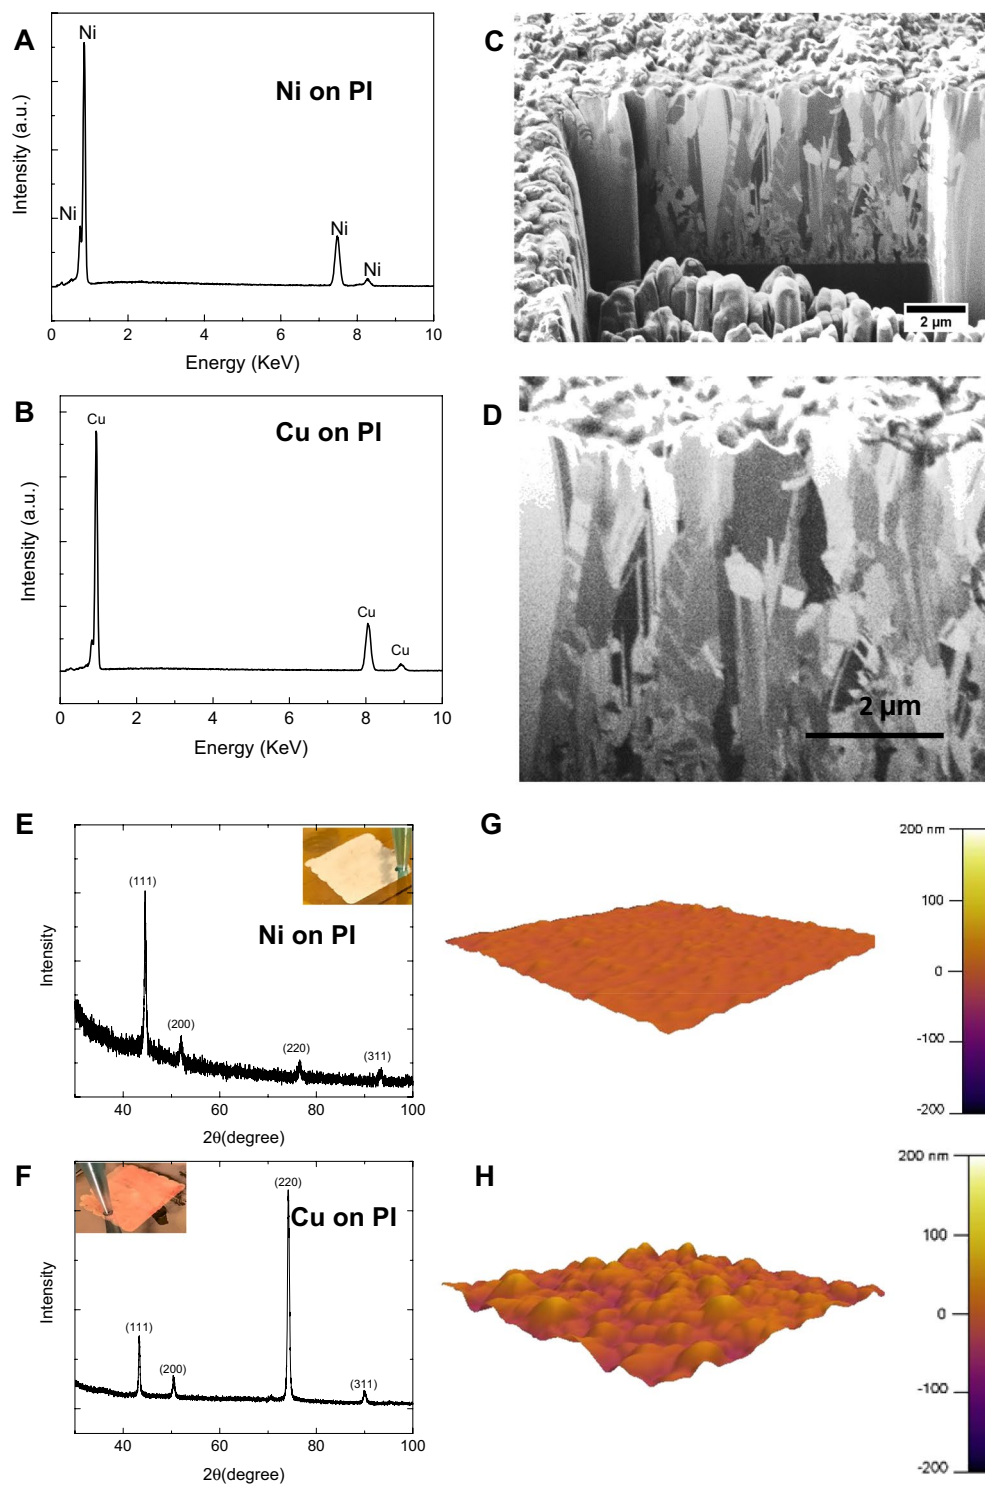 A
Ni
Ni on PI
Ni
Ni
Ni
Intensity (a.u.)
0 2 4 6 8 10
Energy (KeV)
B
Cu
Cu on PI
Cu
Cu
Intensity (a.u.)
0 2 4 6 8 10
Energy (KeV)
C
2 μm
D
2 μm
E
(111)
Ni on PI
(200)
(220)
(311)
Intensity
40 60 80 100
2θ(degree)
F
(220)
Cu on PI
(111)
(200)
(311)
Intensity
40 60 80 100
2θ(degree)
G
200 nm
100
0
-100
-200
H
200 nm
100
0
-100
-200